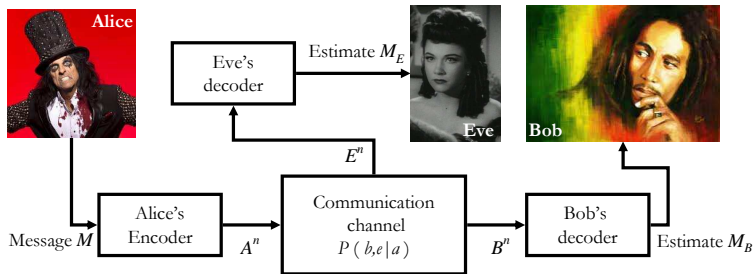 Alice
Eve's
decoder
Estimate M_E
Eve
Bob
E^n
Message M
Alice's
Encoder
A^n
Communication
channel
P ( b,e | a )
B^n
Bob's
decoder
Estimate M_B